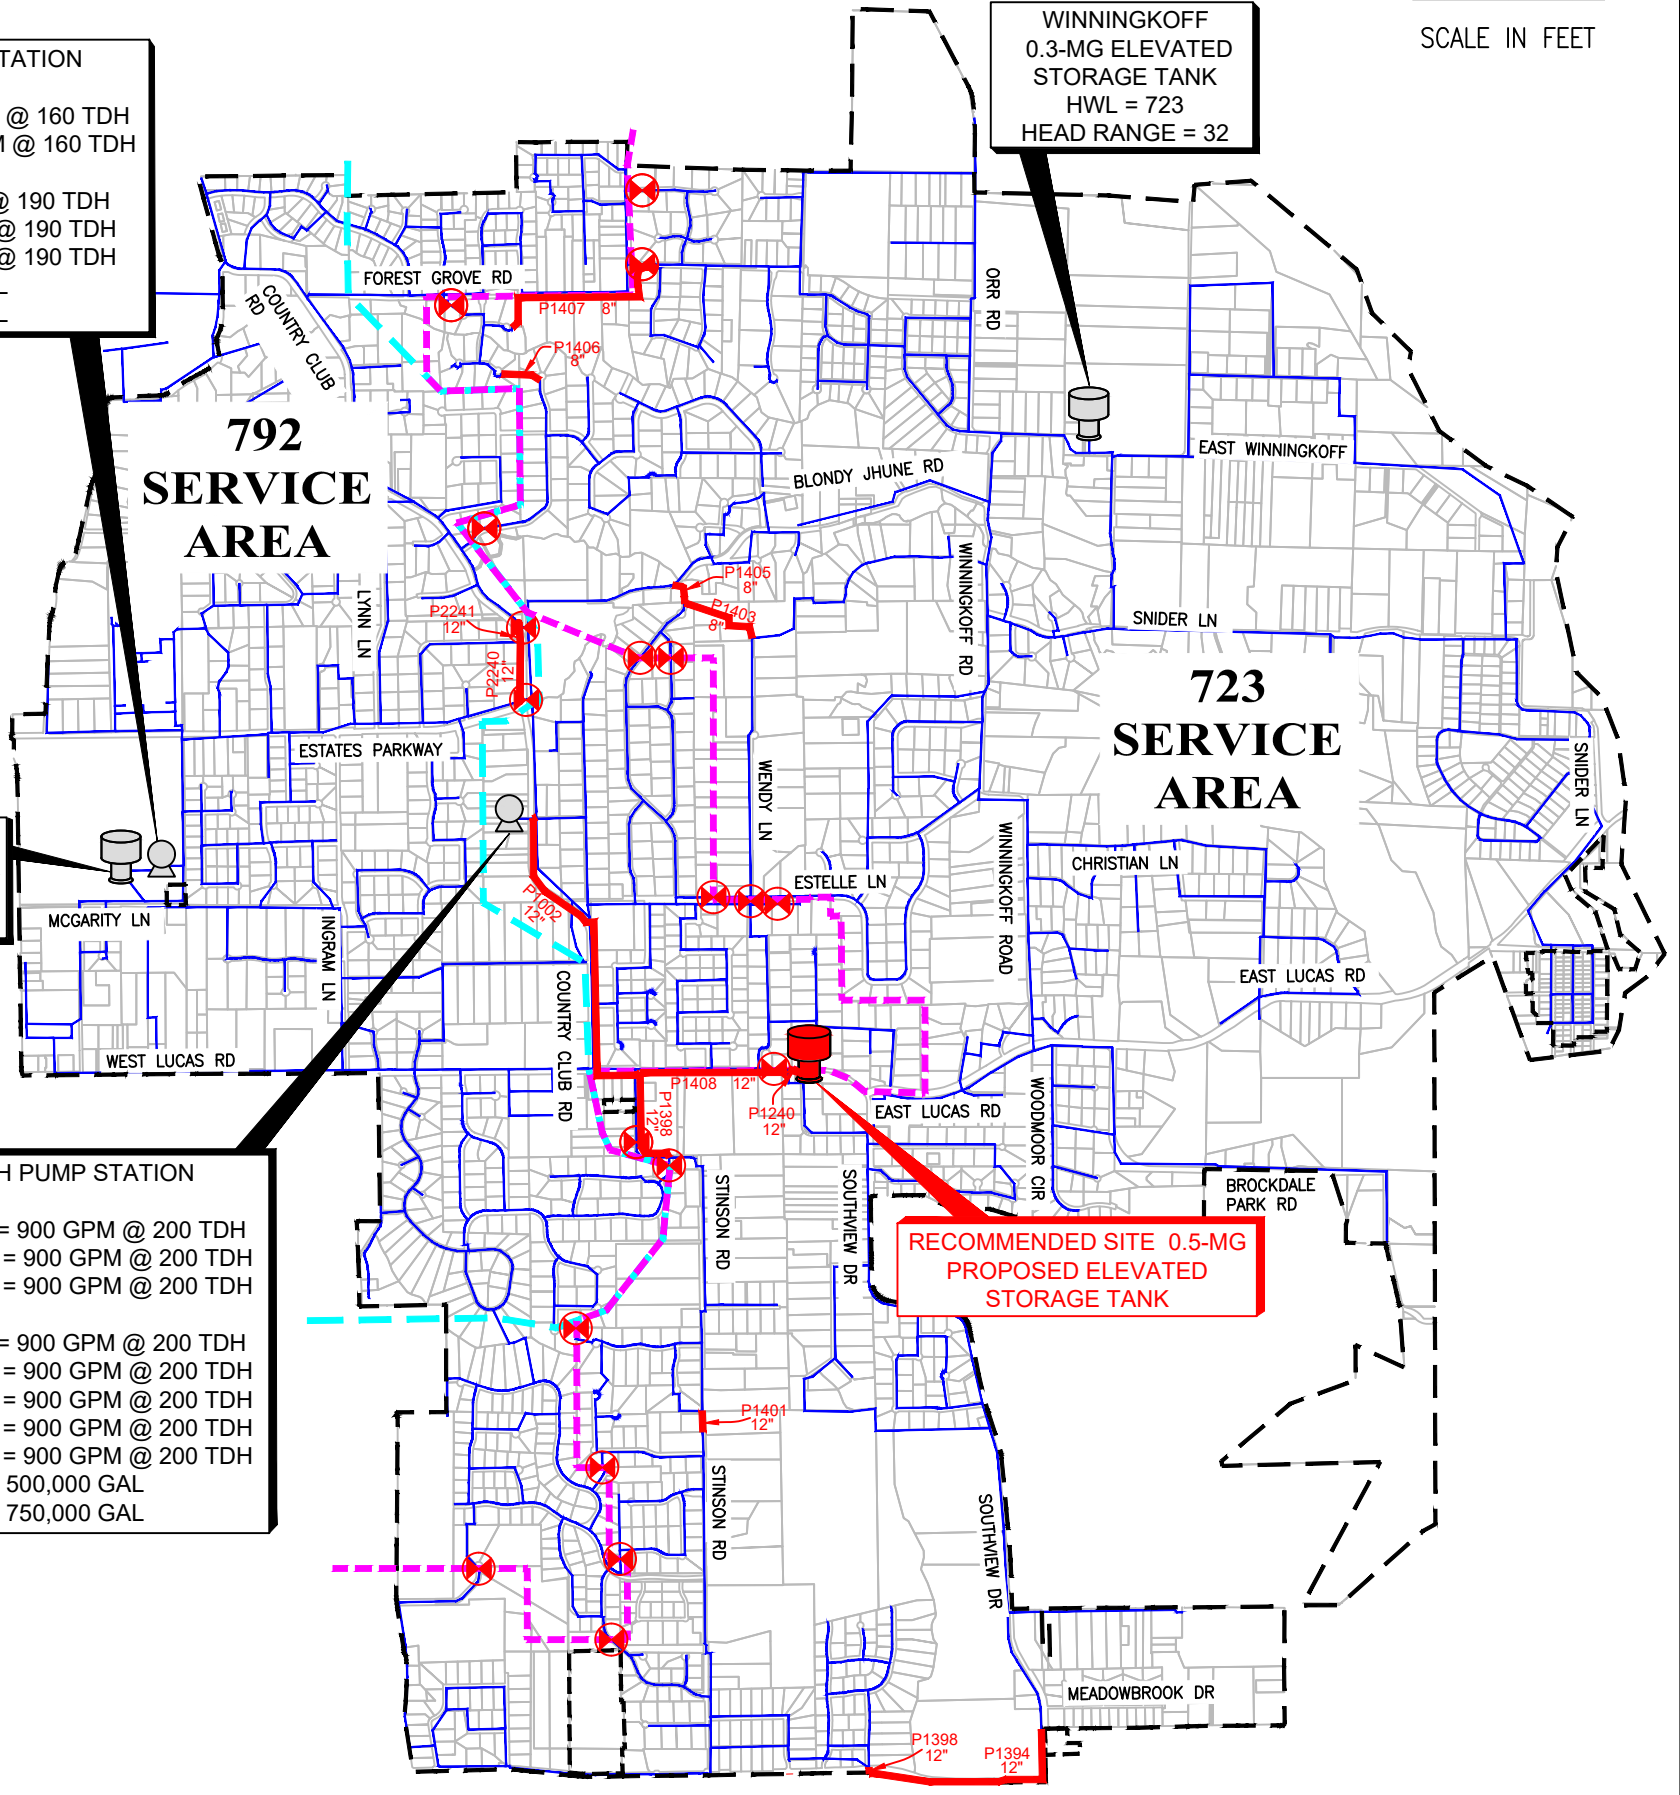 SCALE IN FEET
WINNINGKOFF
0.3-MG ELEVATED
STORAGE TANK
HWL = 723
HEAD RANGE = 32
TATION
@ 160 TDH
M @ 160 TDH
@ 190 TDH
@ 190 TDH
@ 190 TDH
FOREST GROVE RD
COUNTRY CLUB
RD
P1407 8"
P1406
8"
ORR RD
792
SERVICE
AREA
EAST WINNINGKOFF
BLONDY JHUNE RD
WINNINGKOFF RD
LYNN LN
P1405
8"
P1403
8"
P2241
12"
P2240
12"
SNIDER LN
723
SERVICE
AREA
ESTATES PARKWAY
WENDY LN
SNIDER LN
WINNINGKOFF ROAD
CHRISTIAN LN
ESTELLE LN
MCGARITY LN
INGRAM LN
P1002
12"
COUNTRY CLUB RD
EAST LUCAS RD
WEST LUCAS RD
P1408 12"
P1398
12"
P1240
12"
EAST LUCAS RD
WOODMOOR CIR
H PUMP STATION
= 900 GPM @ 200 TDH
= 900 GPM @ 200 TDH
= 900 GPM @ 200 TDH
= 900 GPM @ 200 TDH
= 900 GPM @ 200 TDH
= 900 GPM @ 200 TDH
= 900 GPM @ 200 TDH
= 900 GPM @ 200 TDH
500,000 GAL
750,000 GAL
STINSON RD
SOUTHVIEW DR
BROCKDALE
PARK RD
RECOMMENDED SITE 0.5-MG
PROPOSED ELEVATED
STORAGE TANK
P1401
12"
STINSON RD
SOUTHVIEW DR
MEADOWBROOK DR
P1398
12"
P1394
12"